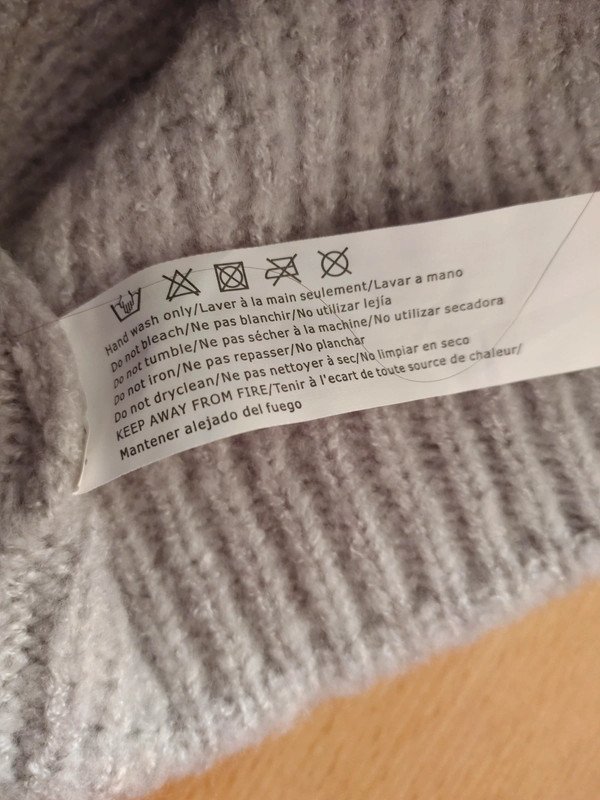 Hand wash only/Laver à la main seulement/Lavar a mano
Do not bleach/Ne pas blanchir/No utilizar lejía
Do not tumble/Ne pas sécher à la machine/No utilizar secadora
Do not iron/Ne pas repasser/No planchar
Do not dryclean/Ne pas nettoyer à sec/No limpiar en seco
KEEP AWAY FROM FIRE/Tenir à l'ecart de toute source de chaleur/
Mantener alejado del fuego